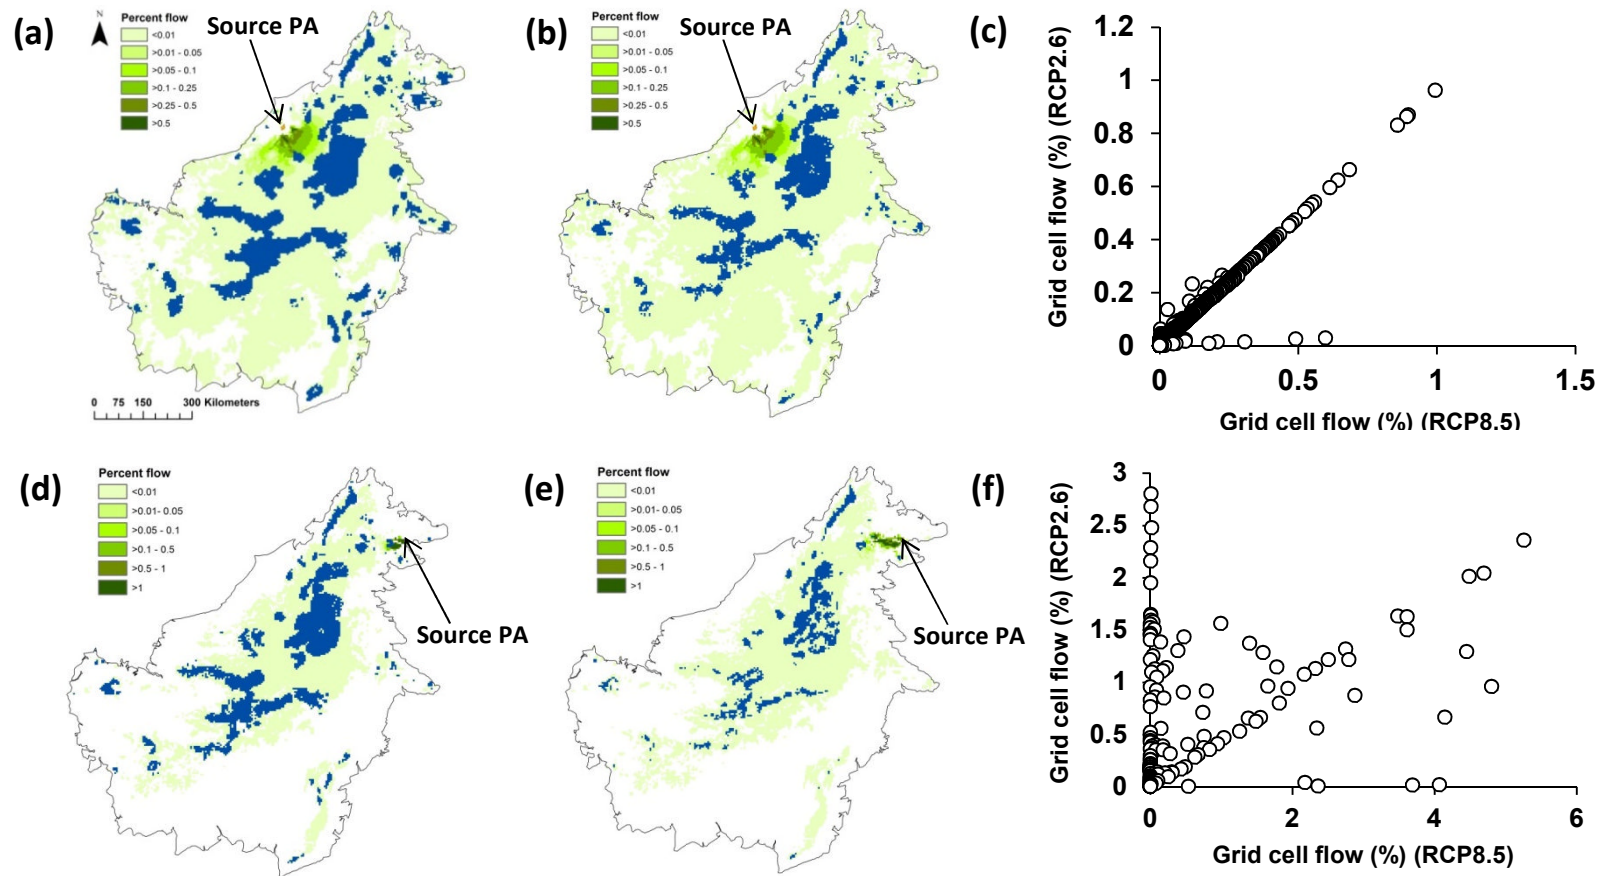 (a)
N
Percent flow
<0.01
>0.01 - 0.05
>0.05 - 0.1
>0.1 - 0.25
>0.25 - 0.5
>0.5
Source PA
0 75 150 300 Kilometers
(b)
Percent flow
<0.01
>0.01 - 0.05
>0.05 - 0.1
>0.1 - 0.25
>0.25 - 0.5
>0.5
Source PA
(c)
Grid cell flow (%) (RCP2.6)
1.2
1
0.8
0.6
0.4
0.2
0
0 0.5 1 1.5
Grid cell flow (%) (RCP8.5)
(d)
Percent flow
<0.01
>0.01- 0.05
>0.05 - 0.1
>0.1 - 0.5
>0.5 - 1
>1
Source PA
(e)
Percent flow
<0.01
>0.01- 0.05
>0.05 - 0.1
>0.1 - 0.5
>0.5 - 1
>1
Source PA
(f)
Grid cell flow (%) (RCP2.6)
3
2.5
2
1.5
1
0.5
0
0 2 4 6
Grid cell flow (%) (RCP8.5)